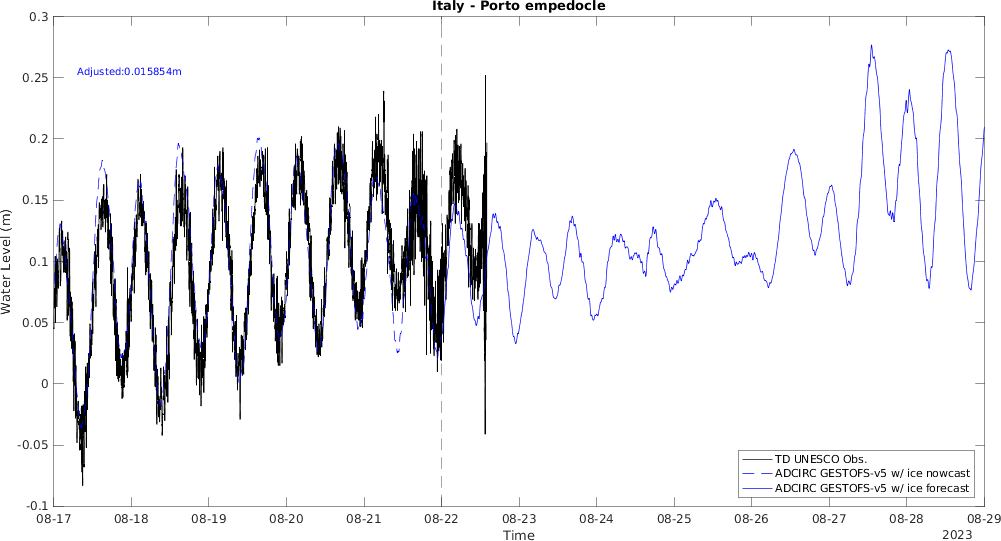 Italy - Porto empedocle
0.3
0.25
0.2
0.15
0.1
0.05
0
-0.05
-0.1
Water Level (m)
Adjusted:0.015854m
TD UNESCO Obs.
ADCIRC GESTOFS-v5 w/ ice nowcast
ADCIRC GESTOFS-v5 w/ ice forecast
08-17 08-18 08-19 08-20 08-21 08-22 08-23 08-24 08-25 08-26 08-27 08-28 08-29
Time
2023